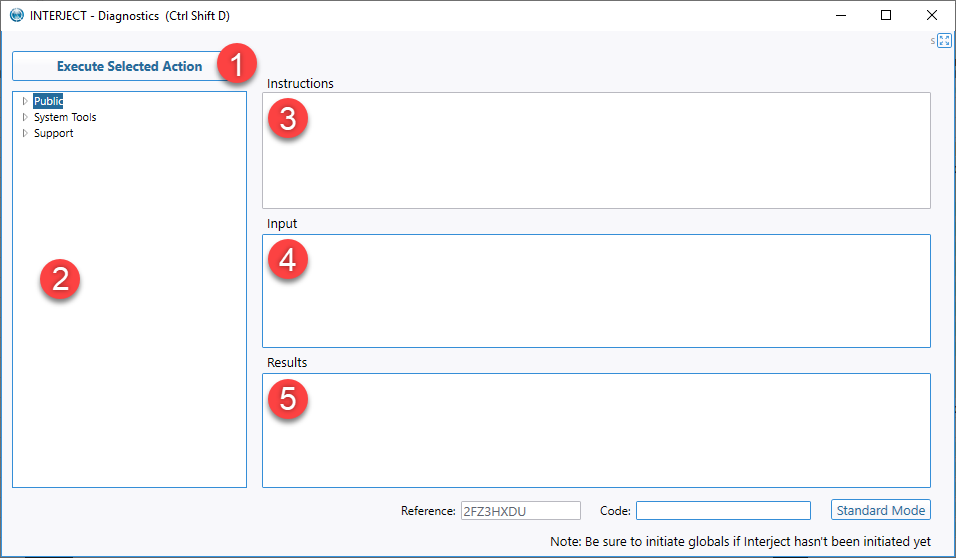 INTERJECT - Diagnostics (Ctrl Shift D)
s
Execute Selected Action
1
Public
System Tools
Support
2
Instructions
3
Input
4
Results
5
Reference: 2FZ3HXDU Code: Standard Mode
Note: Be sure to initiate globals if Interject hasn't been initiated yet